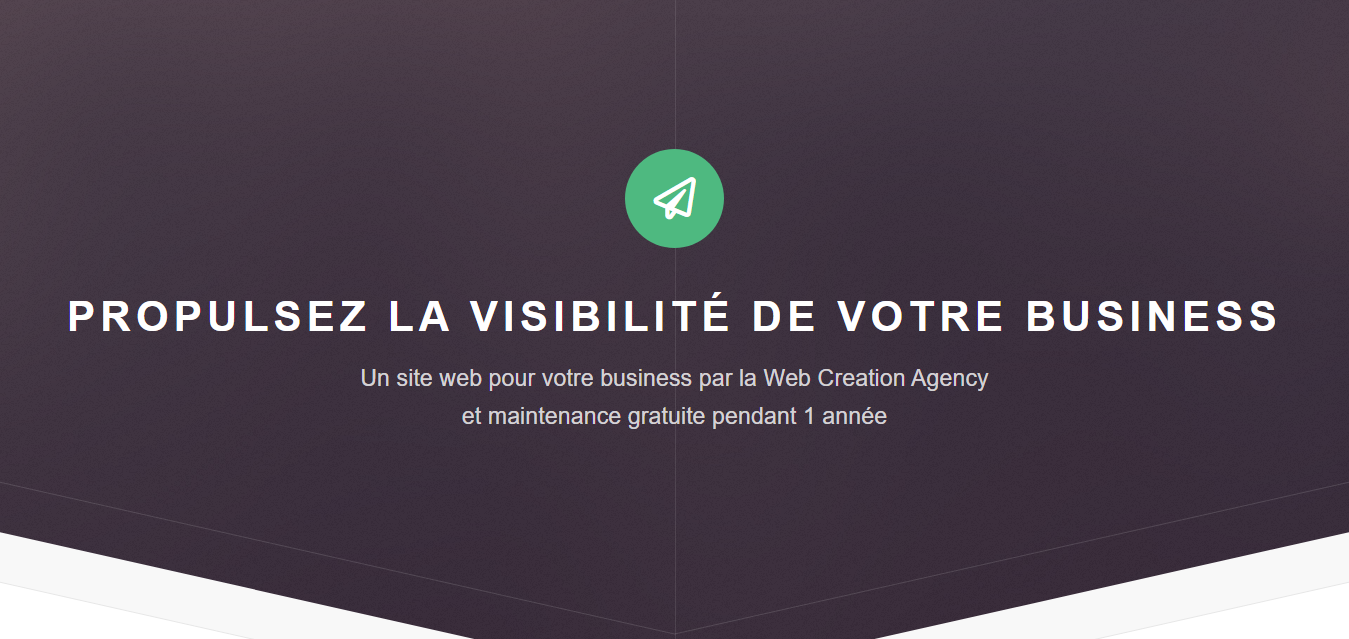 PROPULSEZ LA VISIBILITÉ DE VOTRE BUSINESS
Un site web pour votre business par la Web Creation Agency
et maintenance gratuite pendant 1 année